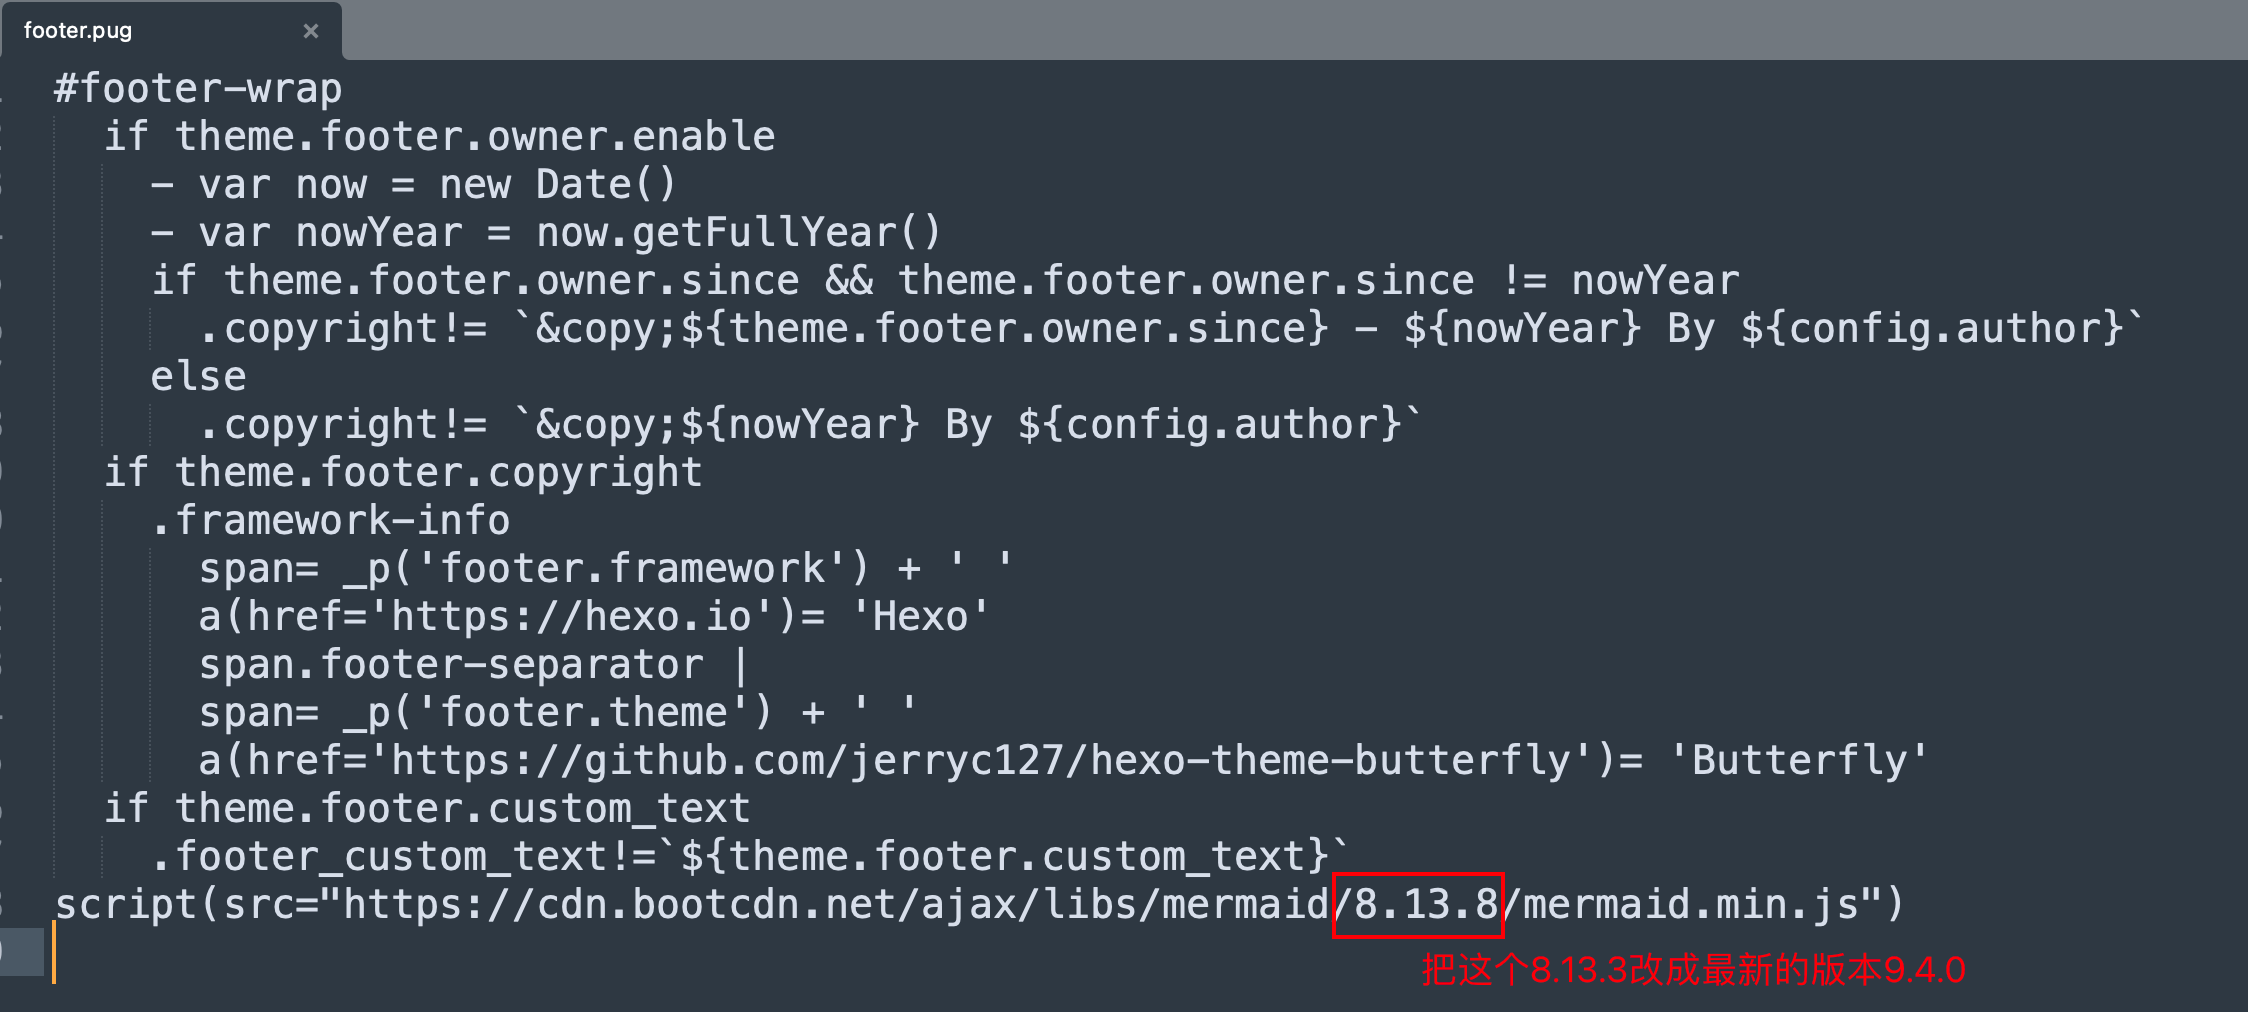 footer.pug ×
#footer-wrap
if theme.footer.owner.enable
- var now = new Date()
- var nowYear = now.getFullYear()
if theme.footer.owner.since && theme.footer.owner.since != nowYear
.copyright!= `&copy;${theme.footer.owner.since} - ${nowYear} By ${config.author}`
else
.copyright!= `&copy;${nowYear} By ${config.author}`
if theme.footer.copyright
.framework-info
span= _p('footer.framework') + ' '
a(href='https://hexo.io')= 'Hexo'
span.footer-separator |
span= _p('footer.theme') + ' '
a(href='https://github.com/jerryc127/hexo-theme-butterfly')= 'Butterfly'
if theme.footer.custom_text
.footer_custom_text!=`${theme.footer.custom_text}`
script(src="https://cdn.bootcdn.net/ajax/libs/mermaid/8.13.8/mermaid.min.js")
把这个8.13.3改成最新的版本9.4.0